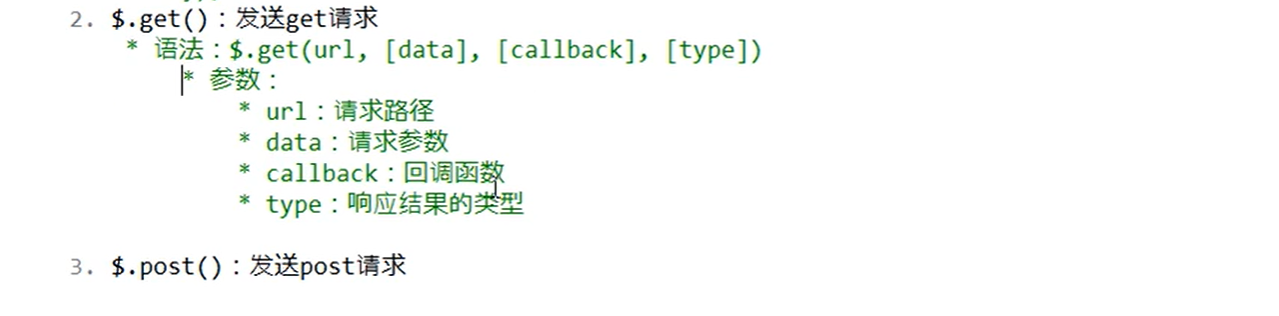 2. $.get()：发送get请求
* 语法：$.get(url, [data], [callback], [type])
* 参数：
* url：请求路径
* data：请求参数
* callback：回调函数
* type：响应结果的类型
3. $.post()：发送post请求